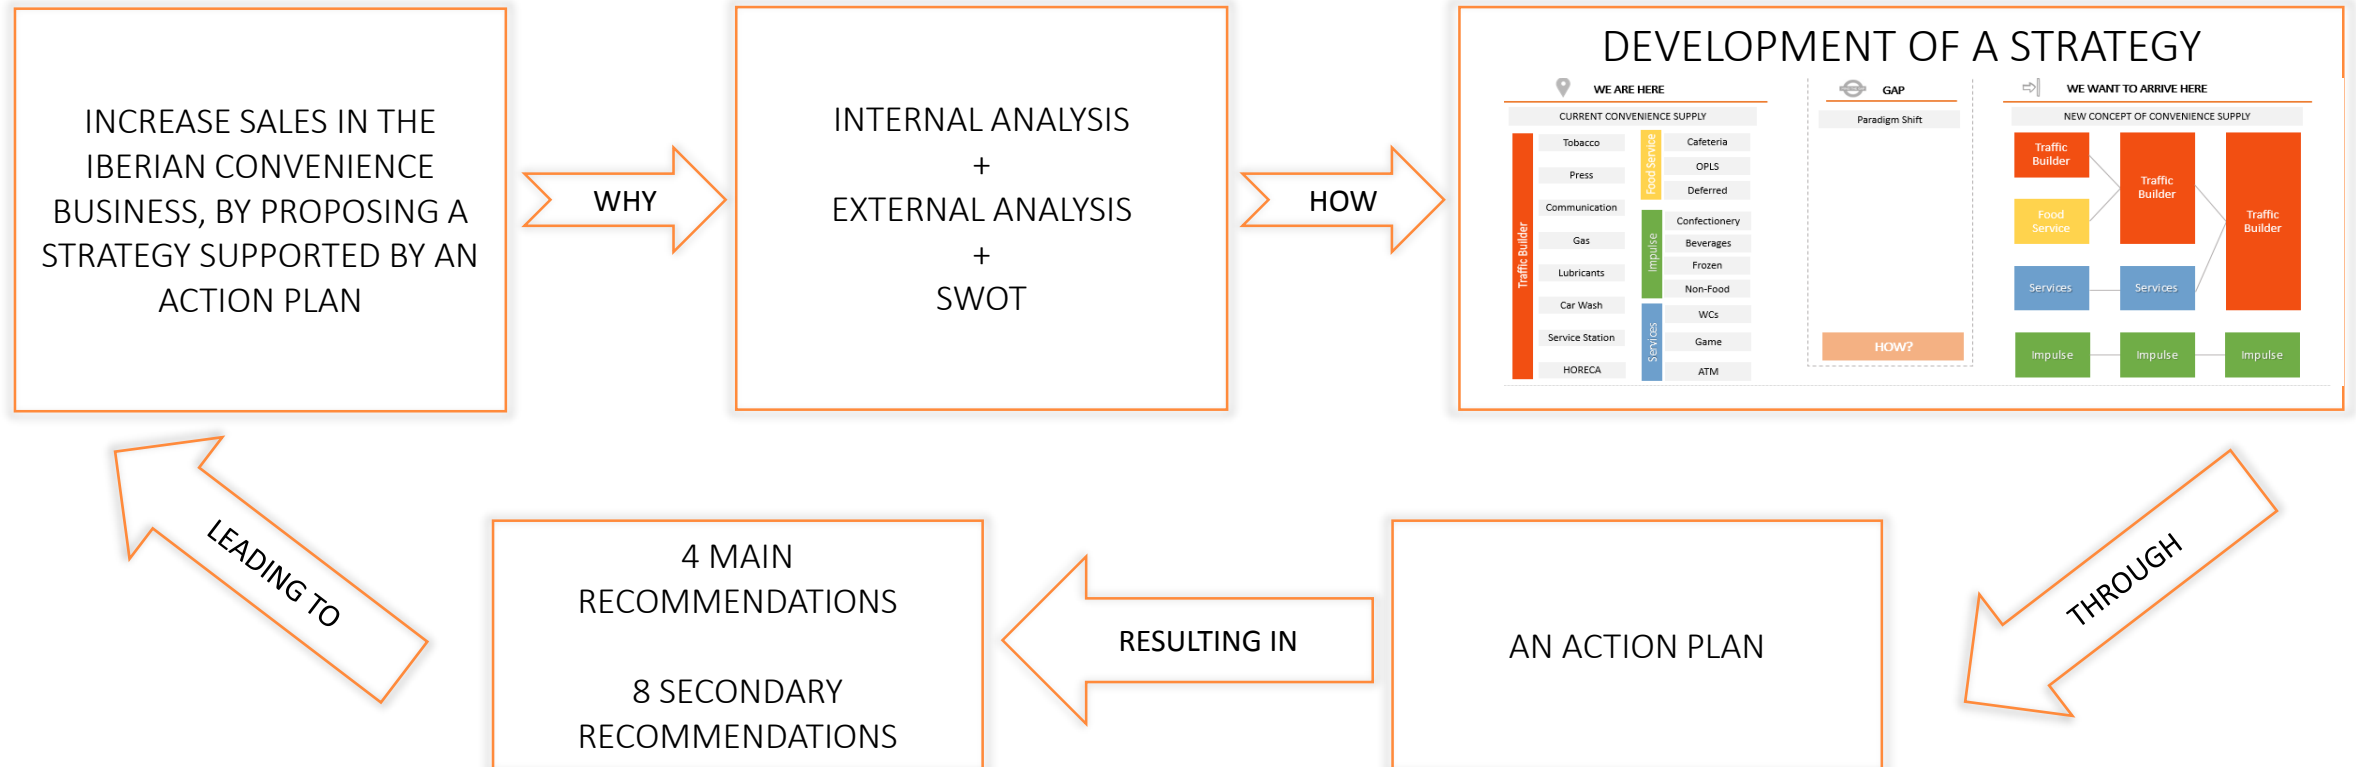 INCREASE SALES IN THE
IBERIAN CONVENIENCE
BUSINESS, BY PROPOSING A
STRATEGY SUPPORTED BY AN
ACTION PLAN
WHY
INTERNAL ANALYSIS
+
EXTERNAL ANALYSIS
+
SWOT
HOW
DEVELOPMENT OF A STRATEGY
WE ARE HERE
CURRENT CONVENIENCE SUPPLY
Traffic Builder
Tobacco
Press
Communication
Gas
Lubricants
Car Wash
Service Station
HORECA
Food Service
Cafeteria
OPLS
Deferred
Impulse
Confectionery
Beverages
Frozen
Non-Food
Services
WCs
Game
ATM
GAP
Paradigm Shift
HOW?
WE WANT TO ARRIVE HERE
NEW CONCEPT OF CONVENIENCE SUPPLY
Traffic
Builder
Food
Service
Services
Impulse
Traffic
Builder
Services
Impulse
Traffic
Builder
Impulse
THROUGH
AN ACTION PLAN
RESULTING IN
4 MAIN
RECOMMENDATIONS
8 SECONDARY
RECOMMENDATIONS
LEADING TO